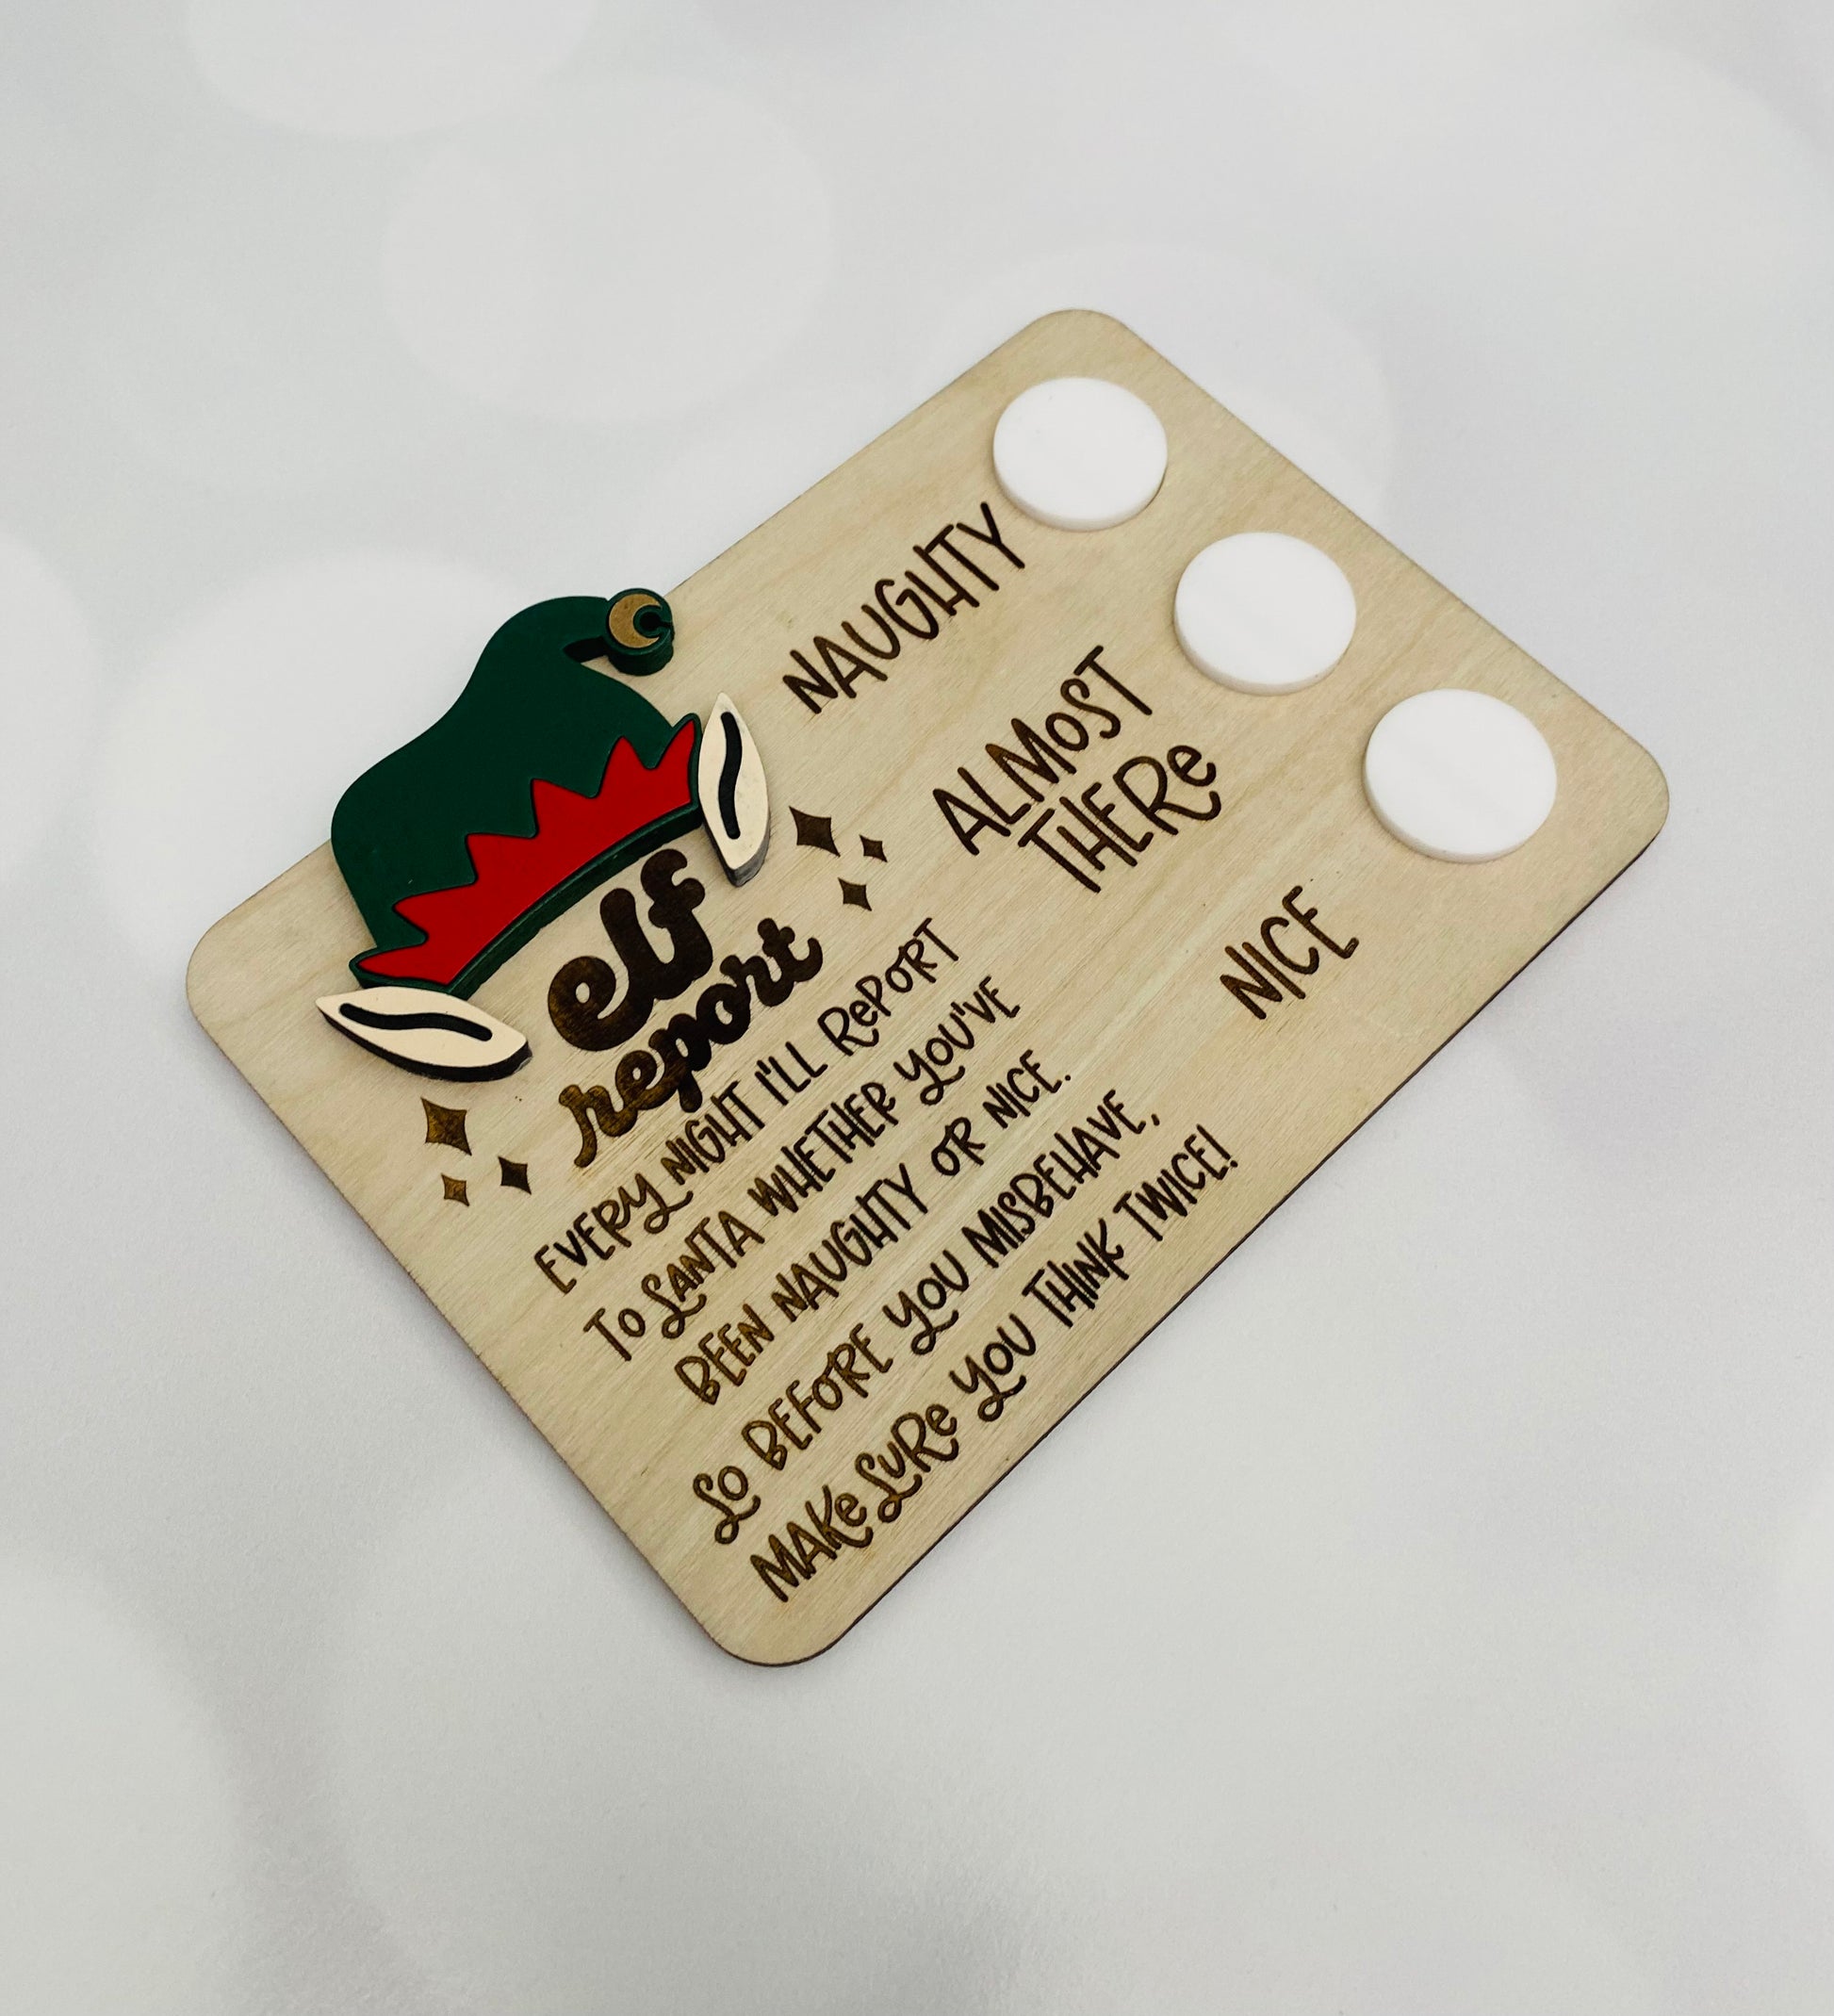 elf
report
EVERY NIGHT I'LL RePORT
To SANTA WHETHER YOU'VE
BEEN NAUGHTY OR NICE.
SO BEFORE YOU MISBEHAVE,
MAKe SURe YOU THINK TWICE!
NAUGHTY
ALMoST
THERe
NICE